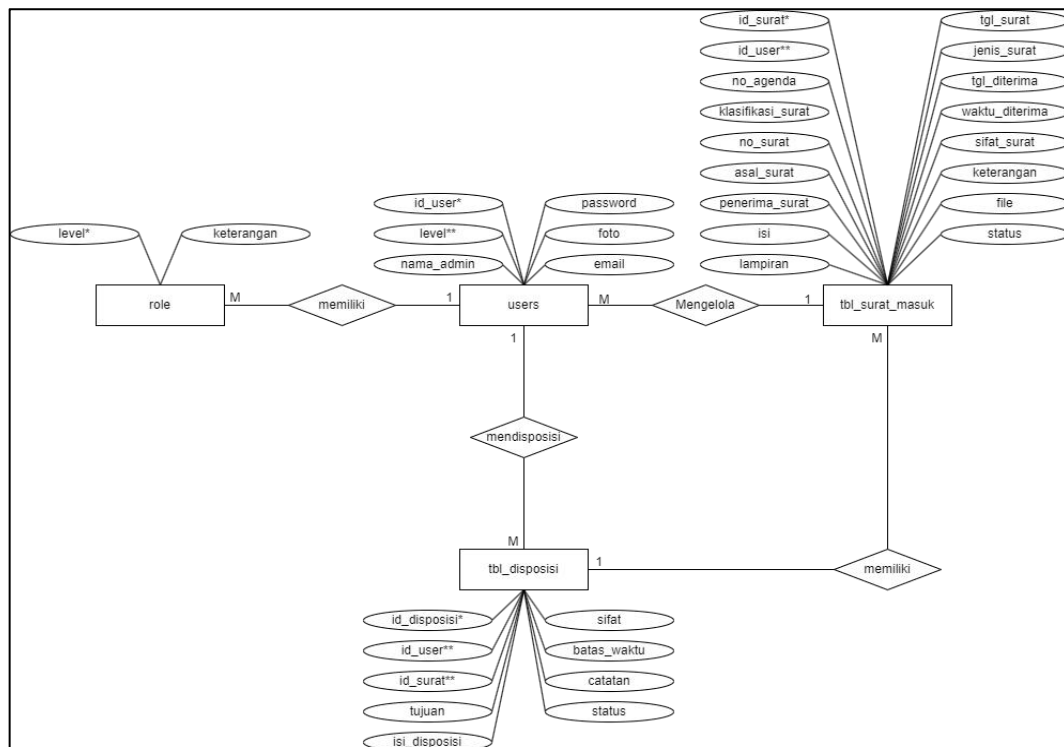 id_surat*
tgl_surat
id_user**
jenis_surat
no_agenda
tgl_diterima
klasifikasi_surat
waktu_diterima
no_surat
sifat_surat
asal_surat
keterangan
penerima_surat
file
isi
status
lampiran
id_user*
password
level**
foto
nama_admin
email
level*
keterangan
role
M
memiliki
1
users
M
Mengelola
1
tbl_surat_masuk
1
M
mendisposisi
M
tbl_disposisi
1
memiliki
id_disposisi*
sifat
id_user**
batas_waktu
id_surat**
catatan
tujuan
status
isi_disposisi